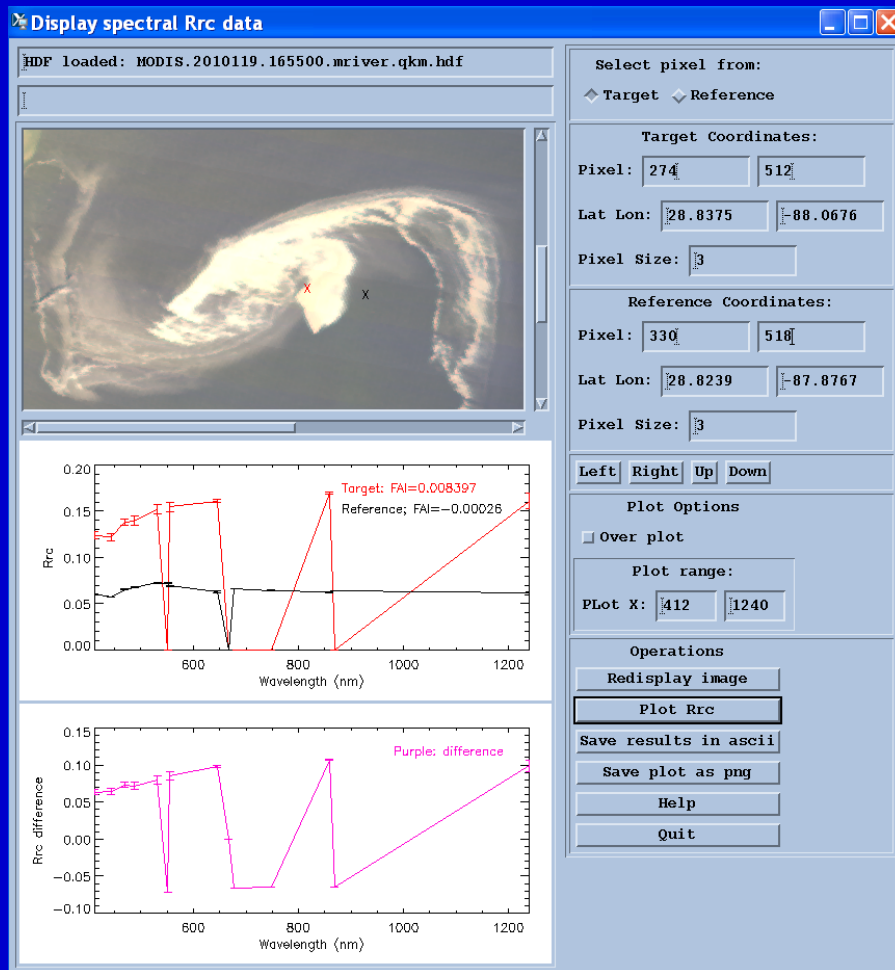 Display spectral Rrc data
HDF loaded: MODIS.2010119.165500.mriver.qkm.hdf
X
X
0.20
0.15
0.10
0.05
0.00
Rrc
Target: FAI=0.008397
Reference; FAI=-0.00026
600 800 1000 1200
Wavelength (nm)
0.15
0.10
0.05
0.00
-0.05
-0.10
Rrc difference
Purple: difference
600 800 1000 1200
Wavelength (nm)
Select pixel from:
Target Reference
Target Coordinates:
Pixel: 274 512
Lat Lon: 28.8375 -88.0676
Pixel Size: 3
Reference Coordinates:
Pixel: 330 518
Lat Lon: 28.8239 -87.8767
Pixel Size: 3
Left Right Up Down
Plot Options
Over plot
Plot range:
PLot X: 412 1240
Operations
Redisplay image
Plot Rrc
Save results in ascii
Save plot as png
Help
Quit